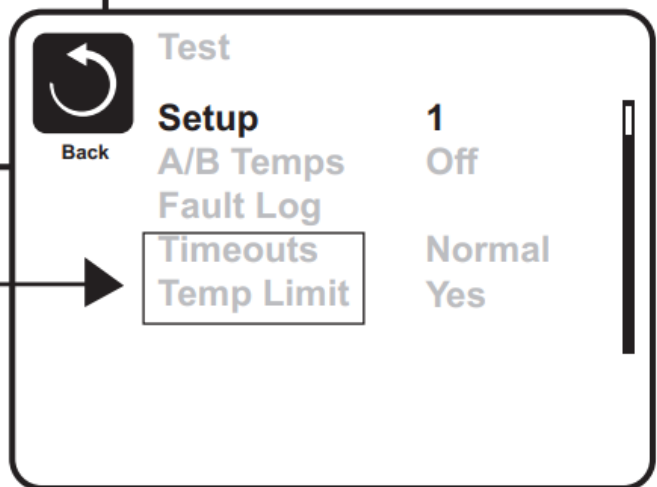 Test
Setup 1
Back
A/B Temps Off
Fault Log
Timeouts Normal
Temp Limit Yes